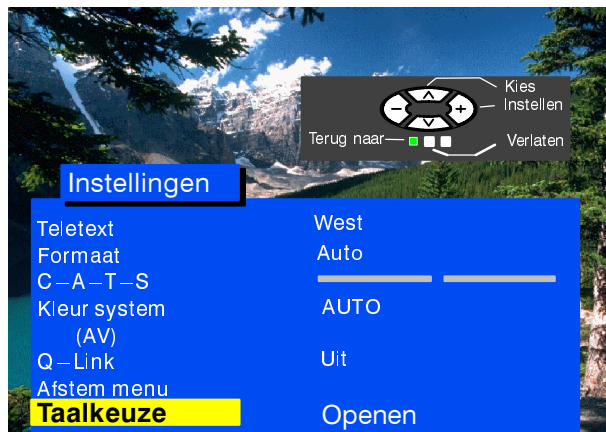 Kies
Instellen
Terug naar
Verlaten
Instellingen
Teletext West
Formaat Auto
C–A–T–S
Kleur system AUTO
(AV)
Q–Link Uit
Afstem menu
Taalkeuze Openen